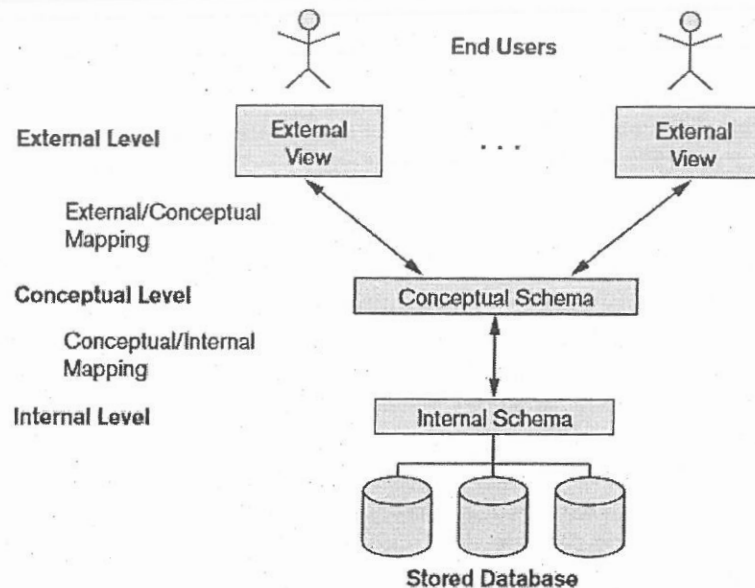 End Users
External Level
External
View
. . .
External
View
External/Conceptual
Mapping
Conceptual Level
Conceptual Schema
Conceptual/Internal
Mapping
Internal Level
Internal Schema
Stored Database